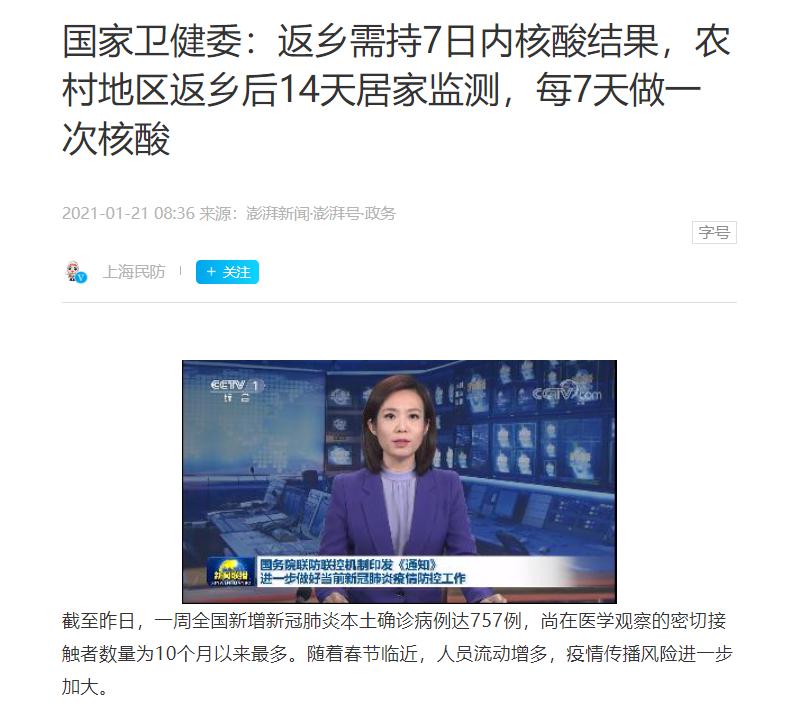 国家卫健委：返乡需持7日内核酸结果，农
村地区返乡后14天居家监测，每7天做一
次核酸
2021-01-21 08:36 来源：澎湃新闻·澎湃号·政务
字号
上海民防
+ 关注
CCTV 1
综合
CCTV.com
新闻联播
国务院联防联控机制印发《通知》
进一步做好当前新冠肺炎疫情防控工作
截至昨日，一周全国新增新冠肺炎本土确诊病例达757例，尚在医学观察的密切接
触者数量为10个月以来最多。随着春节临近，人员流动增多，疫情传播风险进一步
加大。